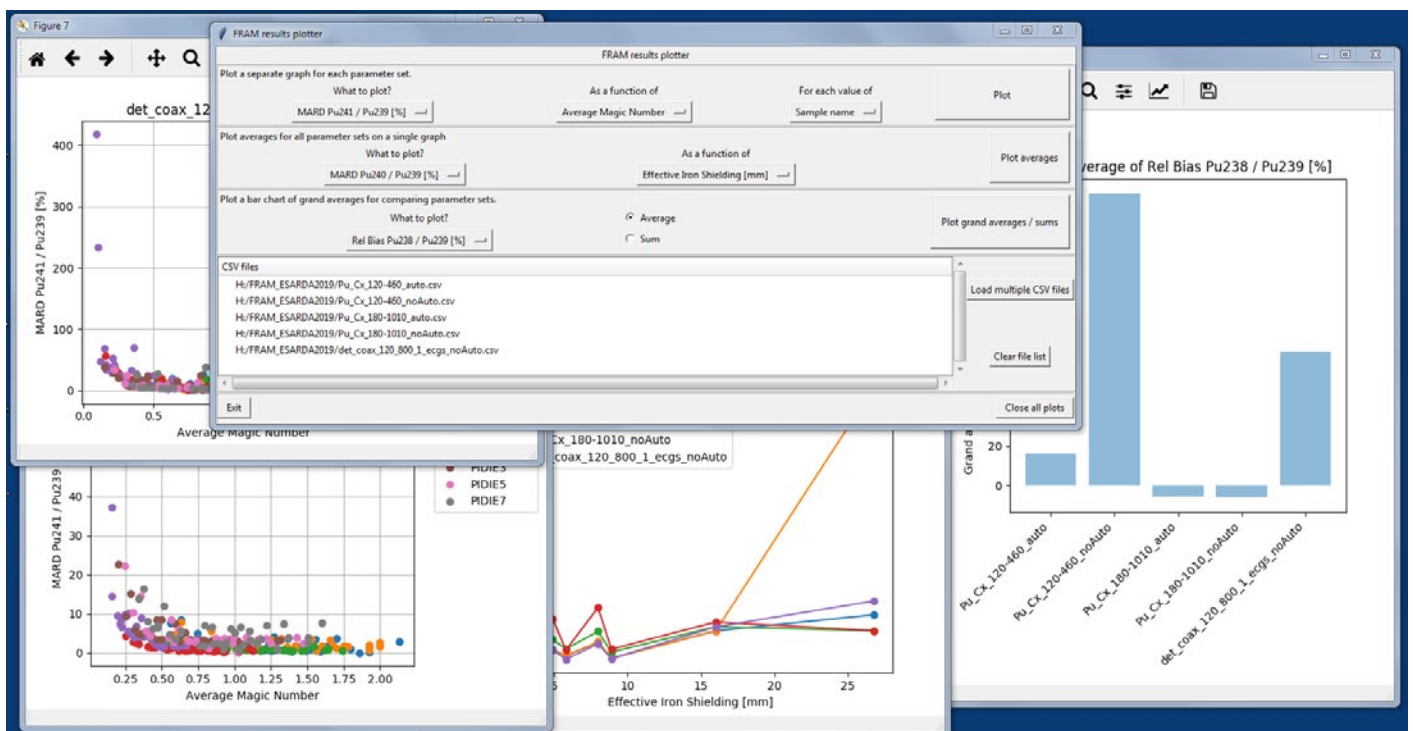 Figure 7
det_coax_12
400
300
200
100
0
MARD Pu241 / Pu239 [%]
0.0 0.5
Average Magic Number
FRAM results plotter
FRAM results plotter
Plot a separate graph for each parameter set.
What to plot? As a function of For each value of
MARD Pu241 / Pu239 [%] Average Magic Number Sample name Plot
Plot averages for all parameter sets on a single graph
What to plot? As a function of
MARD Pu240 / Pu239 [%] Effective Iron Shielding [mm] Plot averages
Plot a bar chart of grand averages for comparing parameter sets.
What to plot? Average
Rel Bias Pu238 / Pu239 [%] Sum Plot grand averages / sums
CSV files
H:/FRAM_ESARDA2019/Pu_Cx_120-460_auto.csv
H:/FRAM_ESARDA2019/Pu_Cx_120-460_noAuto.csv
H:/FRAM_ESARDA2019/Pu_Cx_180-1010_auto.csv
H:/FRAM_ESARDA2019/Pu_Cx_180-1010_noAuto.csv
H:/FRAM_ESARDA2019/det_coax_120_800_1_ecgs_noAuto.csv
Load multiple CSV files
Clear file list
Exit Close all plots
verage of Rel Bias Pu238 / Pu239 [%]
20
0
Grand a
Pu_Cx_120-460_auto
Pu_Cx_120-460_noAuto
Pu_Cx_180-1010_auto
Pu_Cx_180-1010_noAuto
det_coax_120_800_1_ecgs_noAuto
MARD Pu241 / Pu239
40
30
20
10
0
0.25 0.50 0.75 1.00 1.25 1.50 1.75 2.00
Average Magic Number
PIDIE3
PIDIE5
PIDIE7
Cx_180-1010_noAuto
coax_120_800_1_ecgs_noAuto
5 10 15 20 25
Effective Iron Shielding [mm]